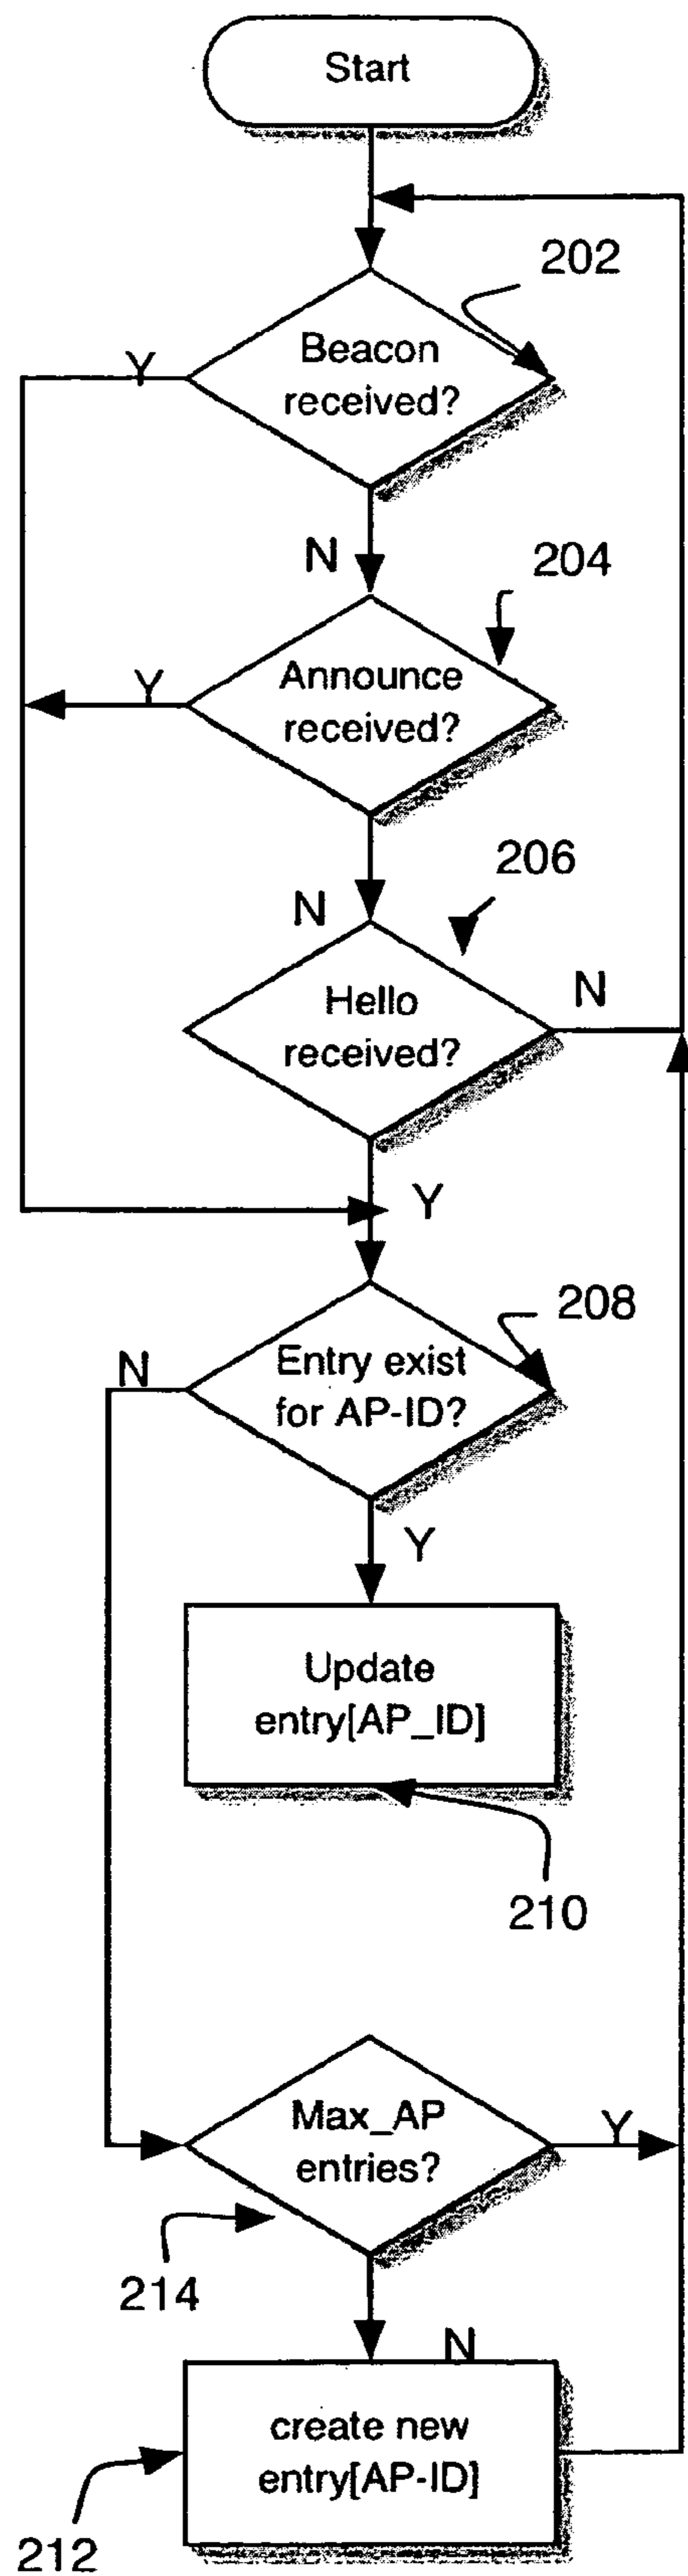 Start
202
Beacon
received?
Y
N
204
Announce
received?
Y
206
N
Hello
received?
N
Y
208
Entry exist
for AP-ID?
N
Y
Update
entry[AP_ID]
210
Max_AP
entries?
Y
214
N
create new
entry[AP-ID]
212